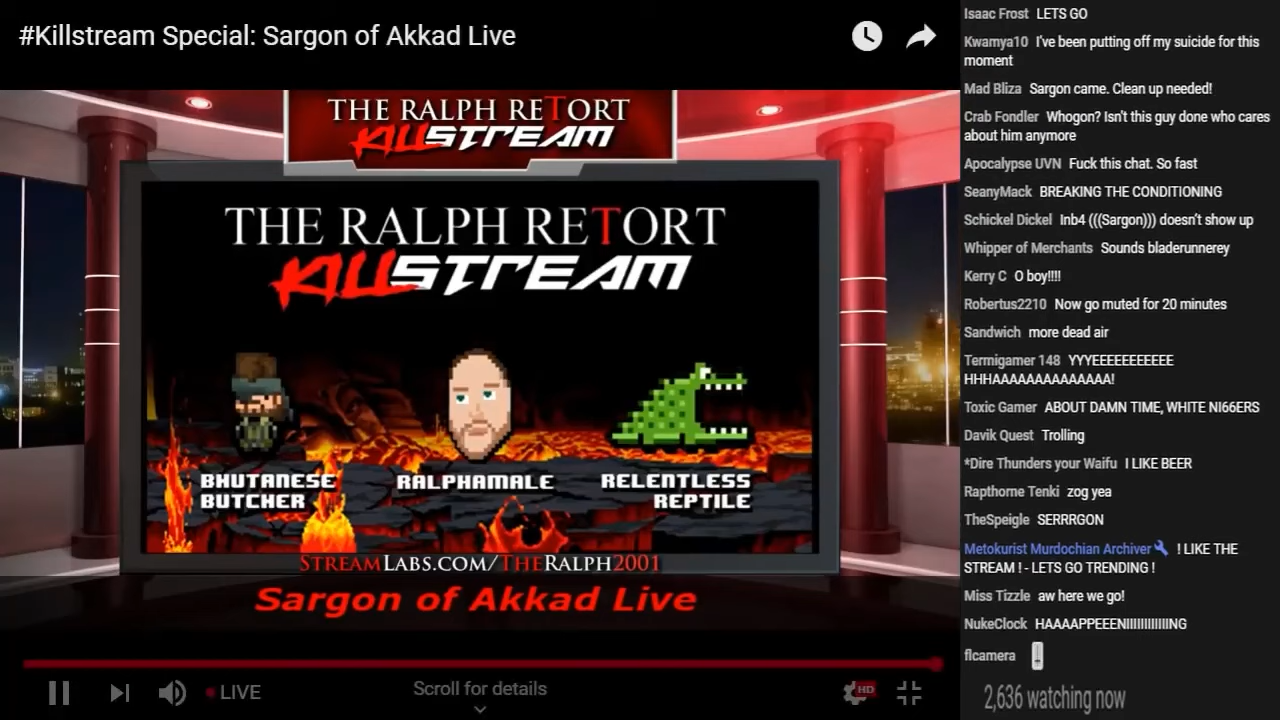 #Killstream Special: Sargon of Akkad Live
THE RALPH RETORT
KILLSTREAM
THE RALPH RETORT
KILLSTREAM
BHUTANESE
BUTCHER
RALPHAMALE
RELENTLESS
REPTILE
STREAMLABS.COM/THERALPH2001
Sargon of Akkad Live
LIVE
Scroll for details
HD
Isaac Frost LETS GO
Kwamya10 I've been putting off my suicide for this
moment
Mad Bliza Sargon came. Clean up needed!
Crab Fondler Whogon? Isn't this guy done who cares
about him anymore
Apocalypse UVN Fuck this chat. So fast
SeanyMack BREAKING THE CONDITIONING
Schickel Dickel Inb4 (((Sargon))) doesn't show up
Whipper of Merchants Sounds bladerunnerey
Kerry C O boy!!!!
Robertus2210 Now go muted for 20 minutes
Sandwich more dead air
Termigamer 148 YYYEEEEEEEEEEE
HHHAAAAAAAAAAAAAA!
Toxic Gamer ABOUT DAMN TIME, WHITE NI66ERS
Davik Quest Trolling
*Dire Thunders your Waifu I LIKE BEER
Rapthorne Tenki zog yea
TheSpeigle SERRRGON
Metokurist Murdochian Archiver ! LIKE THE
STREAM ! - LETS GO TRENDING !
Miss Tizzle aw here we go!
NukeClock HAAAAPPEEENIIIIIIIIIIIING
flcamera
2,636 watching now